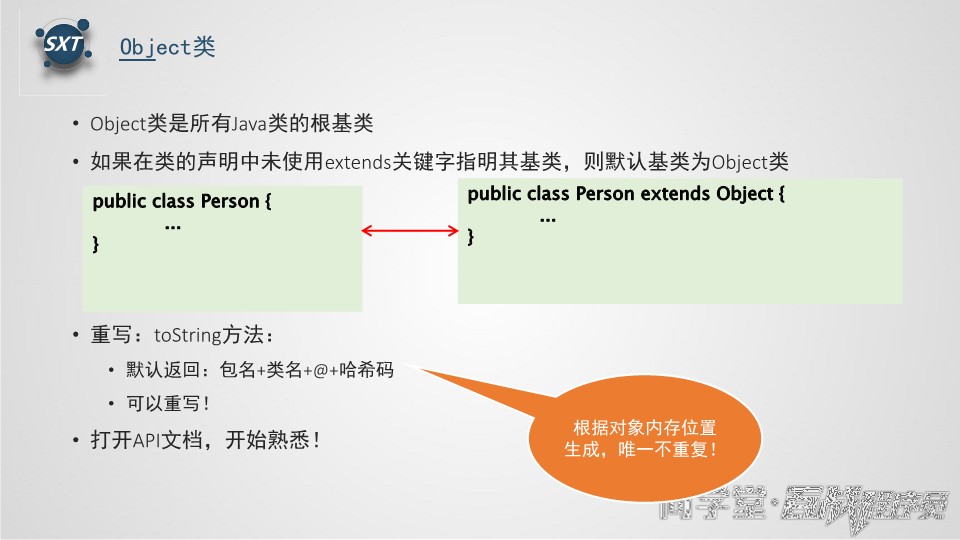 SXT
Object类
• Object类是所有Java类的根基类
• 如果在类的声明中未使用extends关键字指明其基类，则默认基类为Object类
public class Person {
...
}
public class Person extends Object {
...
}
• 重写：toString方法：
• 默认返回：包名+类名+@+哈希码
• 可以重写！
• 打开API文档，开始熟悉！
根据对象内存位置
生成，唯一不重复！